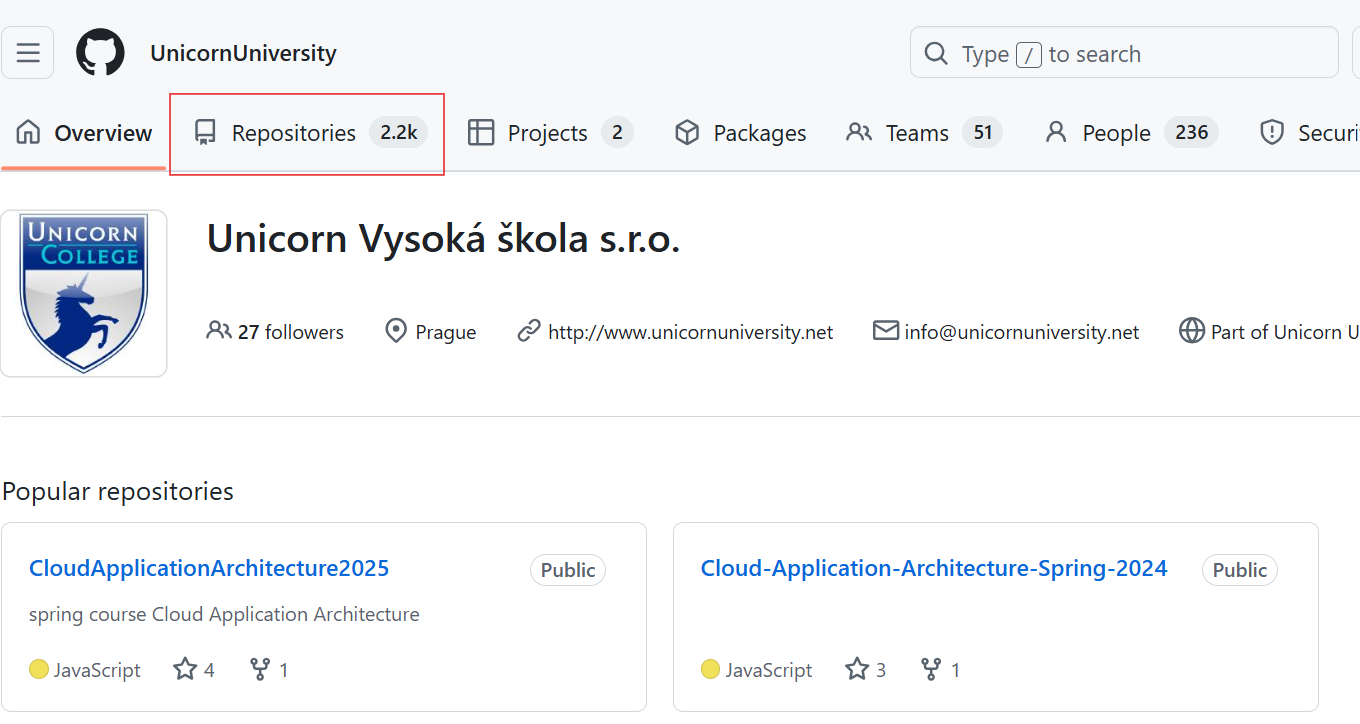 UnicornUniversity
Type / to search
Overview Repositories 2.2k Projects 2 Packages Teams 51 People 236 Securi
UNICORN
COLLEGE
Unicorn Vysoká škola s.r.o.
27 followers Prague http://www.unicornuniversity.net info@unicornuniversity.net Part of Unicorn U
Popular repositories
CloudApplicationArchitecture2025 Public
spring course Cloud Application Architecture
JavaScript 4 1
Cloud-Application-Architecture-Spring-2024 Public
JavaScript 3 1